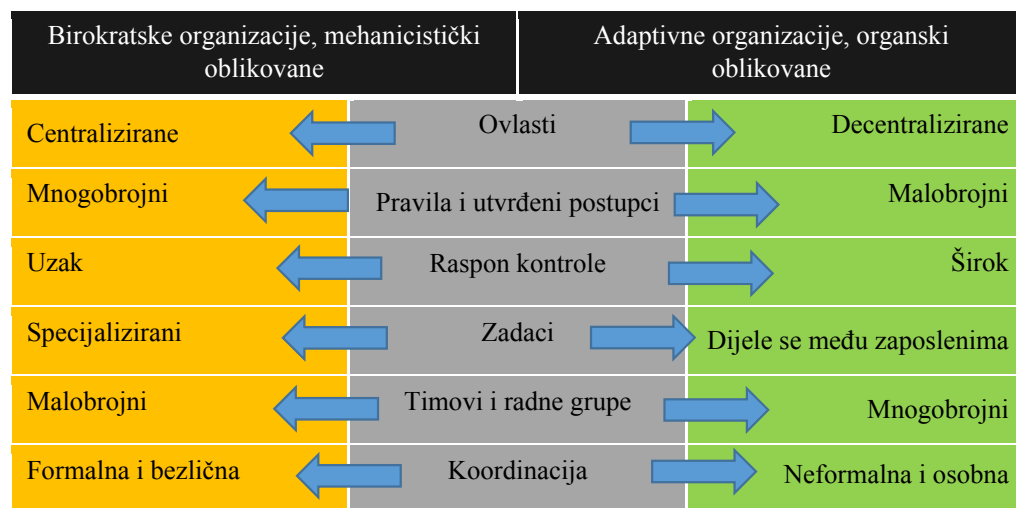 Birokratske organizacije, mehanicistički
oblikovane
Adaptivne organizacije, organski
oblikovane
Centralizirane
Ovlasti
Decentralizirane
Mnogobrojni
Pravila i utvrđeni postupci
Malobrojni
Uzak
Raspon kontrole
Širok
Specijalizirani
Zadaci
Dijele se među zaposlenima
Malobrojni
Timovi i radne grupe
Mnogobrojni
Formalna i bezlična
Koordinacija
Neformalna i osobna